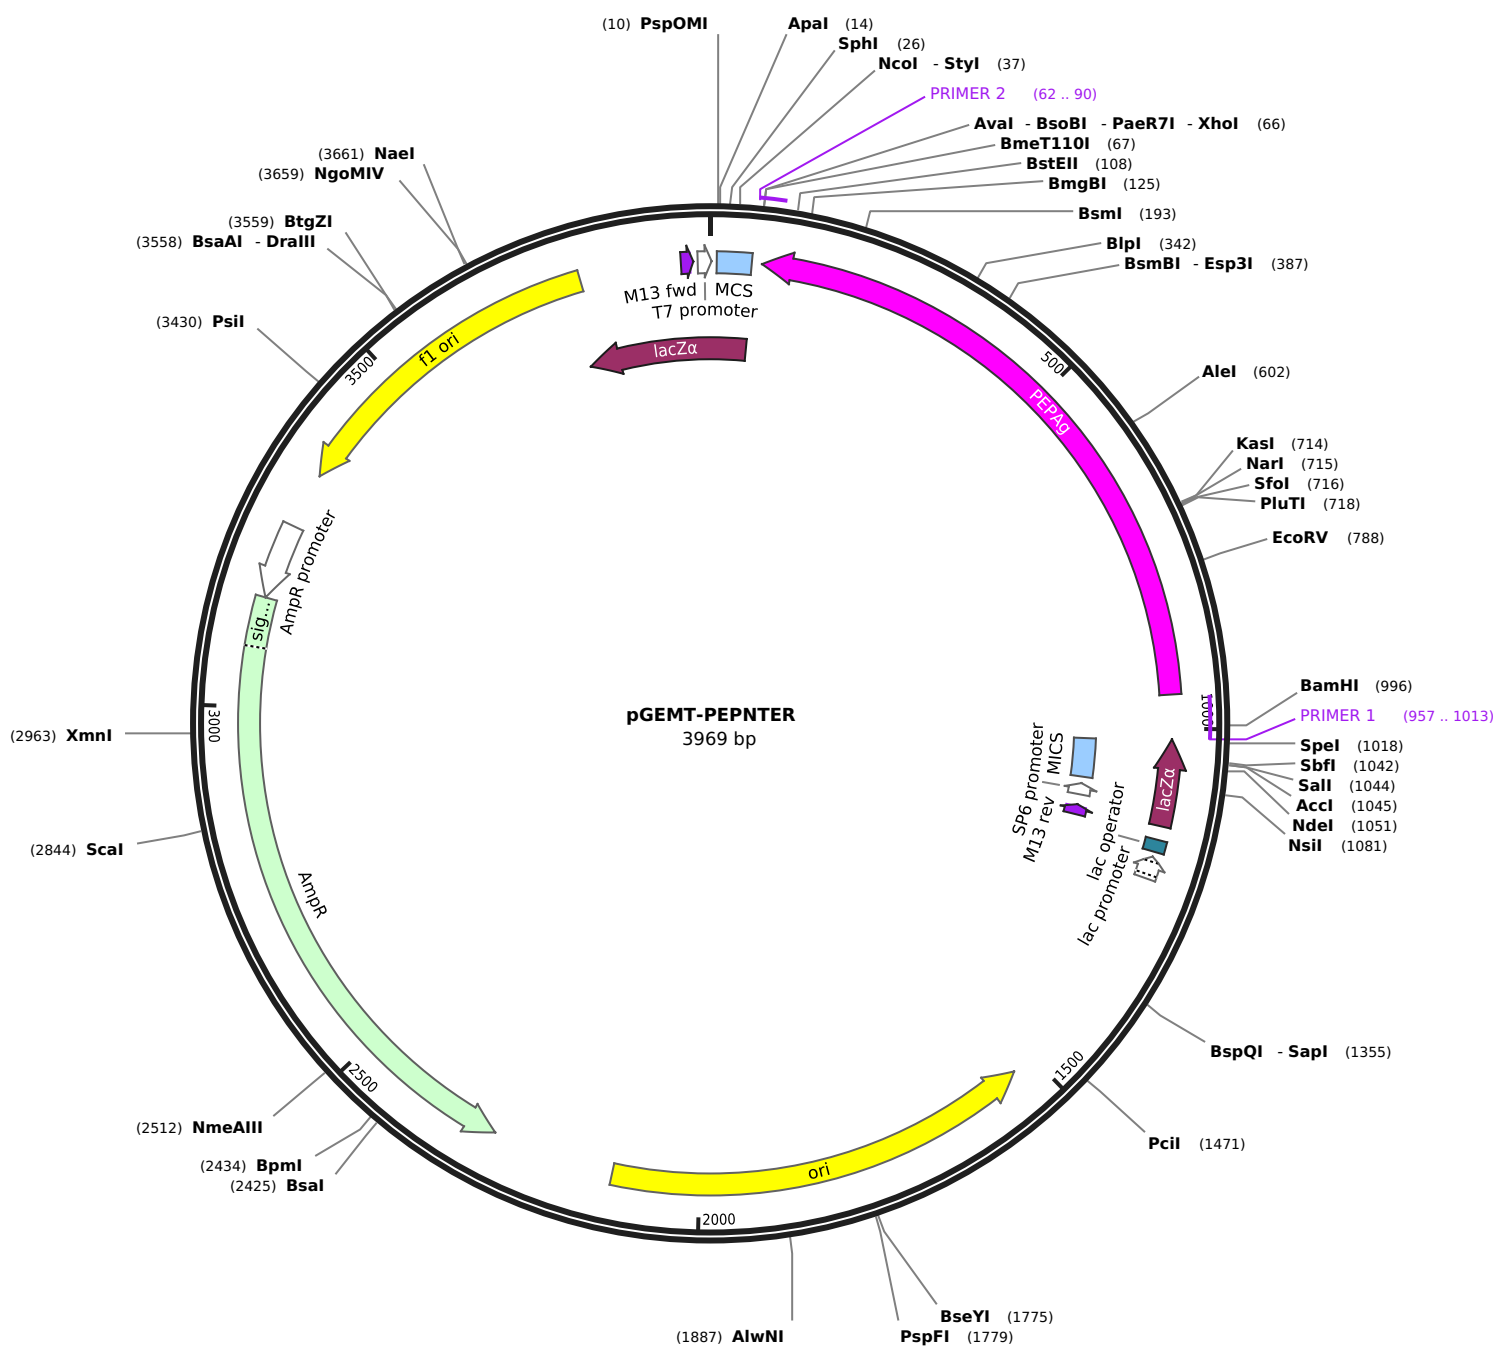 (10) PspOMI
ApaI (14)
SphI (26)
NcoI - StyI (37)
PRIMER 2 (62 .. 90)
AvaI - BsoBI - PaeR7I - XhoI (66)
BmeT110I (67)
BstEII (108)
BmgBI (125)
BsmI (193)
BlpI (342)
BsmBI - Esp3I (387)
AleI (602)
KasI (714)
NarI (715)
SfoI (716)
PluTI (718)
EcoRV (788)
BamHI (996)
PRIMER 1 (957 .. 1013)
SpeI (1018)
SbfI (1042)
SalI (1044)
AccI (1045)
NdeI (1051)
NsiI (1081)
BspQI - SapI (1355)
PciI (1471)
BseYI (1775)
PspFI (1779)
(1887) AlwNI
(2425) BsaI
(2434) BpmI
(2512) NmeAIII
(2844) ScaI
(2963) XmnI
(3430) PsiI
(3558) BsaAI - DraIII
(3559) BtgZI
(3659) NgoMIV
(3661) NaeI
M13 fwd
MCS
T7 promoter
lacZα
f1 ori
PEPAg
500
1000
1500
2000
2500
3000
3500
AmpR promoter
sig...
AmpR
ori
SP6 promoter
MICS
M13 rev
lacZα
lac operator
lac promoter
pGEMT-PEPNTER
3969 bp